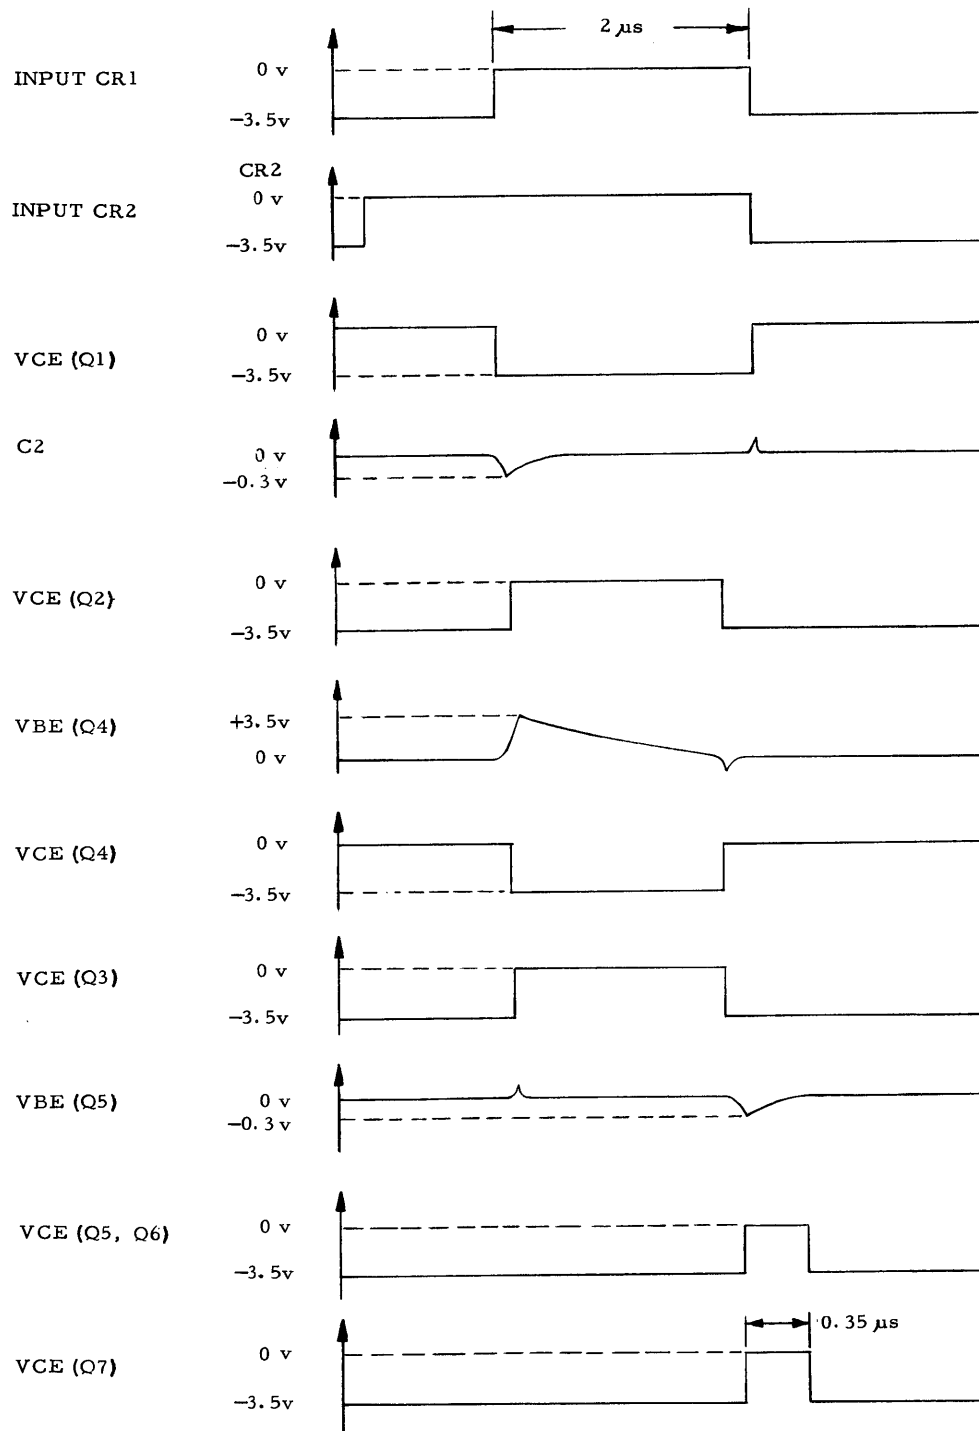 2 µs
INPUT CR1
0 v
−3.5v
CR2
INPUT CR2
0 v
−3.5v
VCE (Q1)
0 v
−3.5v
C2
0 v
−0.3 v
VCE (Q2)
0 v
−3.5v
VBE (Q4)
+3.5v
0 v
VCE (Q4)
0 v
−3.5v
VCE (Q3)
0 v
−3.5v
VBE (Q5)
0 v
−0.3 v
VCE (Q5, Q6)
0 v
−3.5v
0.35 µs
VCE (Q7)
0 v
−3.5v